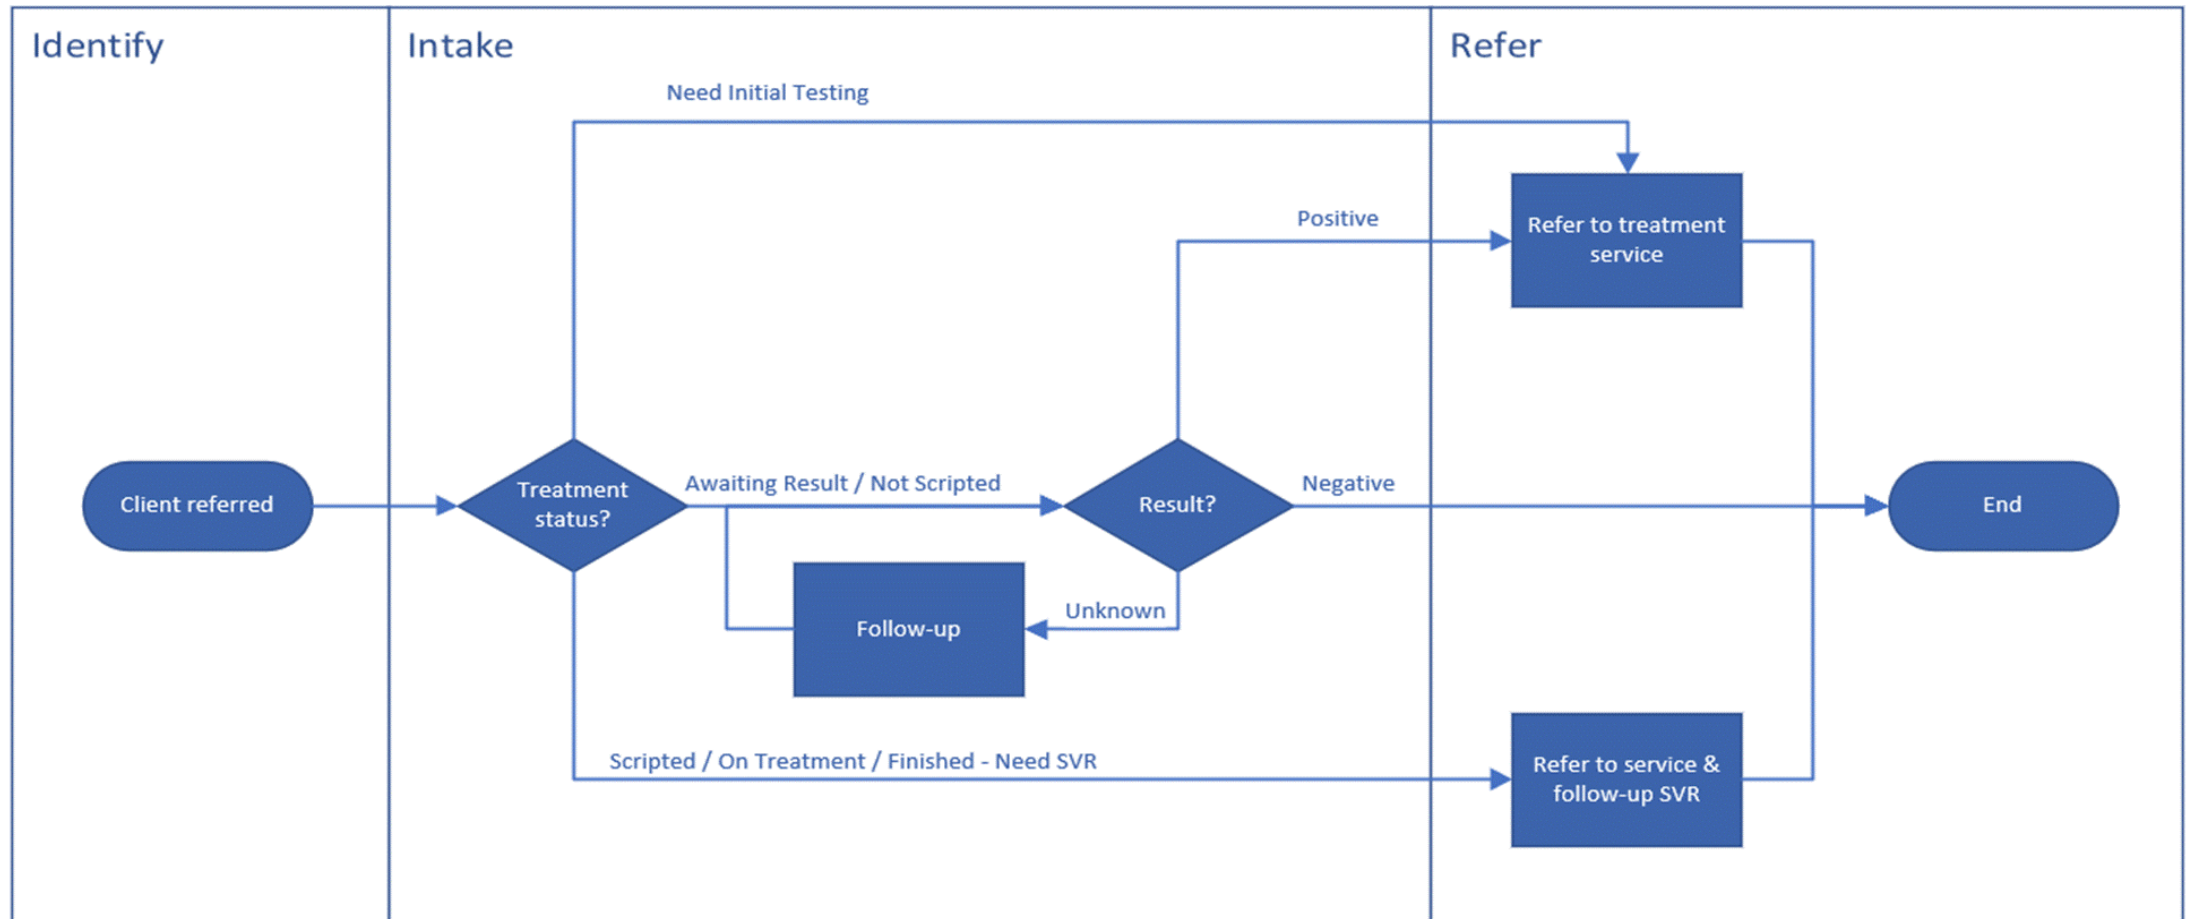 Identify
Intake
Refer
Need Initial Testing
Positive
Refer to treatment
service
Client referred
Treatment
status?
Awaiting Result / Not Scripted
Result?
Negative
End
Unknown
Follow-up
Scripted / On Treatment / Finished - Need SVR
Refer to service &
follow-up SVR